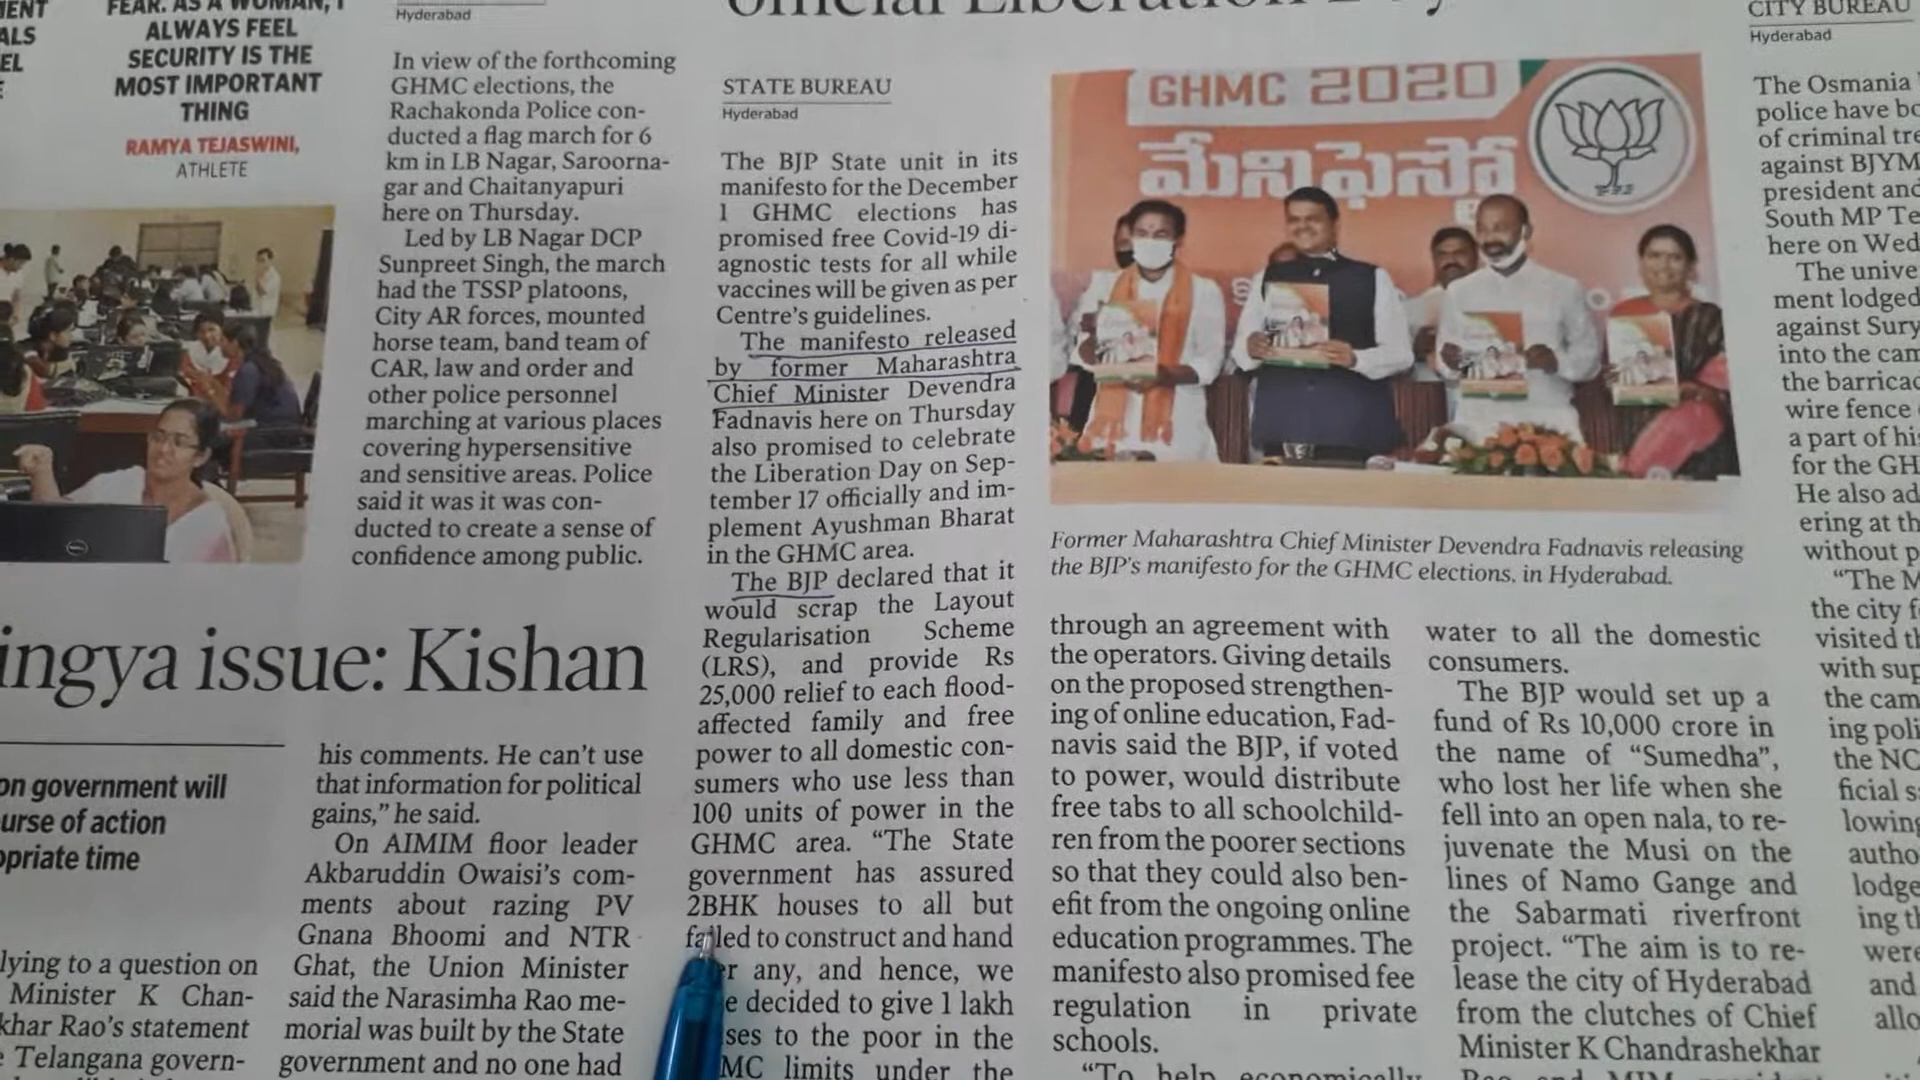 ALWAYS FEEL
SECURITY IS THE
MOST IMPORTANT
THING
RAMYA TEJASWINI,
ATHLETE
Hyderabad
In view of the forthcoming
GHMC elections, the
Rachakonda Police con-
ducted a flag march for 6
km in LB Nagar, Saroorna-
gar and Chaitanyapuri
here on Thursday.
Led by LB Nagar DCP
Sunpreet Singh, the march
had the TSSP platoons,
City AR forces, mounted
horse team, band team of
CAR, law and order and
other police personnel
marching at various places
covering hypersensitive
and sensitive areas. Police
said it was it was con-
ducted to create a sense of
confidence among public.
ingya issue: Kishan
on government will
urse of action
opriate time
lying to a question on
Minister K Chan-
khar Rao's statement
Telangana govern-
his comments. He can't use
that information for political
gains," he said.
On AIMIM floor leader
Akbaruddin Owaisi's com-
ments about razing PV
Gnana Bhoomi and NTR
Ghat, the Union Minister
said the Narasimha Rao me-
morial was built by the State
government and no one had
official Liberation Day
STATE BUREAU
Hyderabad
The BJP State unit in its
manifesto for the December
1 GHMC elections has
promised free Covid-19 di-
agnostic tests for all while
vaccines will be given as per
Centre's guidelines.
The manifesto released
by former Maharashtra
Chief Minister Devendra
Fadnavis here on Thursday
also promised to celebrate
the Liberation Day on Sep-
tember 17 officially and im-
plement Ayushman Bharat
in the GHMC area.
The BJP declared that it
would scrap the Layout
Regularisation Scheme
(LRS), and provide Rs
25,000 relief to each flood-
affected family and free
power to all domestic con-
sumers who use less than
100 units of power in the
GHMC area. "The State
government has assured
2BHK houses to all but
failed to construct and hand
er any, and hence, we
e decided to give 1 lakh
ses to the poor in the
MC limits under the
GHMC 2020
మేనిఫెస్టో
Former Maharashtra Chief Minister Devendra Fadnavis releasing
the BJP's manifesto for the GHMC elections, in Hyderabad.
through an agreement with
the operators. Giving details
on the proposed strengthen-
ing of online education, Fad-
navis said the BJP, if voted
to power, would distribute
free tabs to all schoolchild-
ren from the poorer sections
so that they could also ben-
efit from the ongoing online
education programmes. The
manifesto also promised fee
regulation in private
schools.
"To help economically
water to all the domestic
consumers.
The BJP would set up a
fund of Rs 10,000 crore in
the name of "Sumedha",
who lost her life when she
fell into an open nala, to re-
juvenate the Musi on the
lines of Namo Gange and
the Sabarmati riverfront
project. "The aim is to re-
lease the city of Hyderabad
from the clutches of Chief
Minister K Chandrashekhar
CITY BUREAU
Hyderabad
The Osmania
police have bo
of criminal tre
against BJYM
president and
South MP Te
here on Wed
The unive
ment lodged
against Sury
into the cam
the barricad
wire fence
a part of his
for the GH
He also ad
ering at th
without p
"The M
the city f
visited th
with sup
the cam
ing poli
the NC
ficial s
lowing
autho
lodge
ing th
were
and
allo